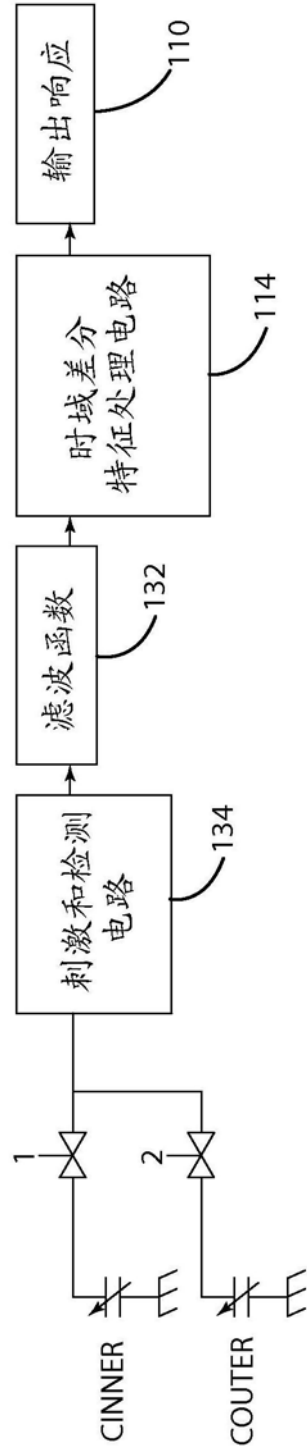 CINNER
1
COUTER
2
刺激和检测
电路
134
滤波函数
132
时域差分
特征处理电路
114
输出响应
110